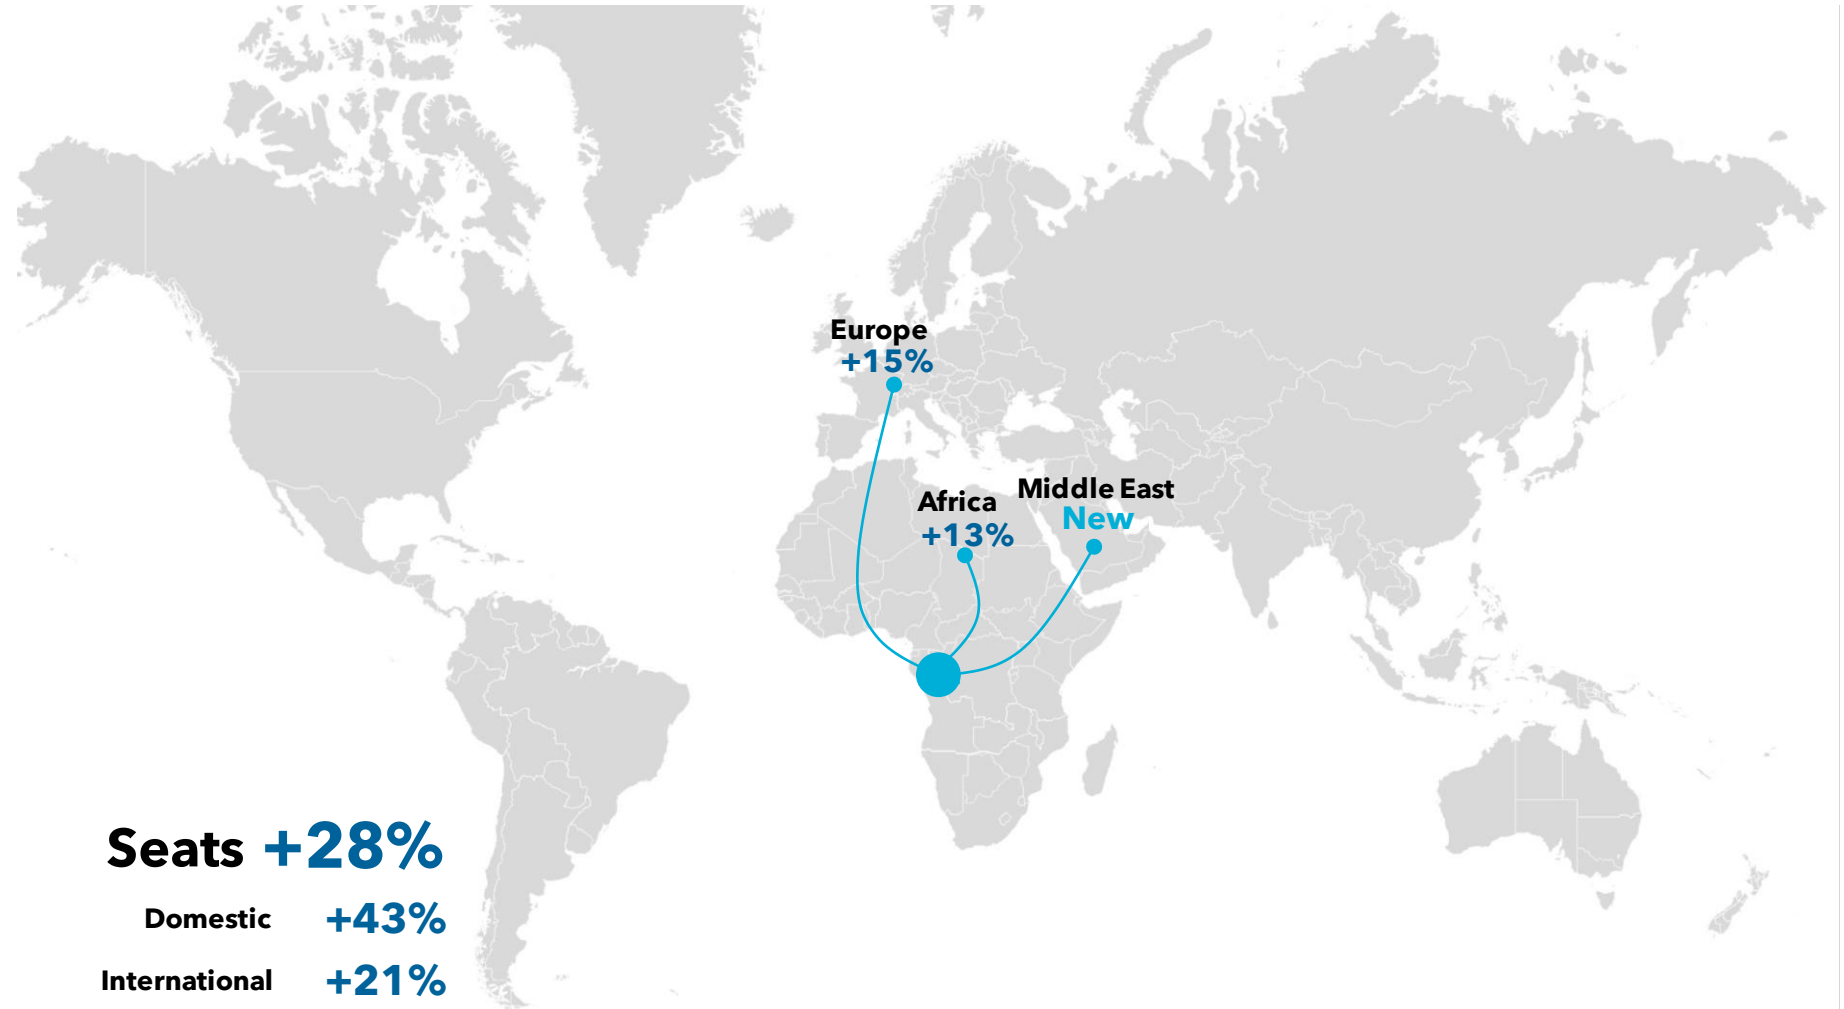 Europe
+15%
Africa
+13%
Middle East
New
Seats +28%
Domestic +43%
International +21%